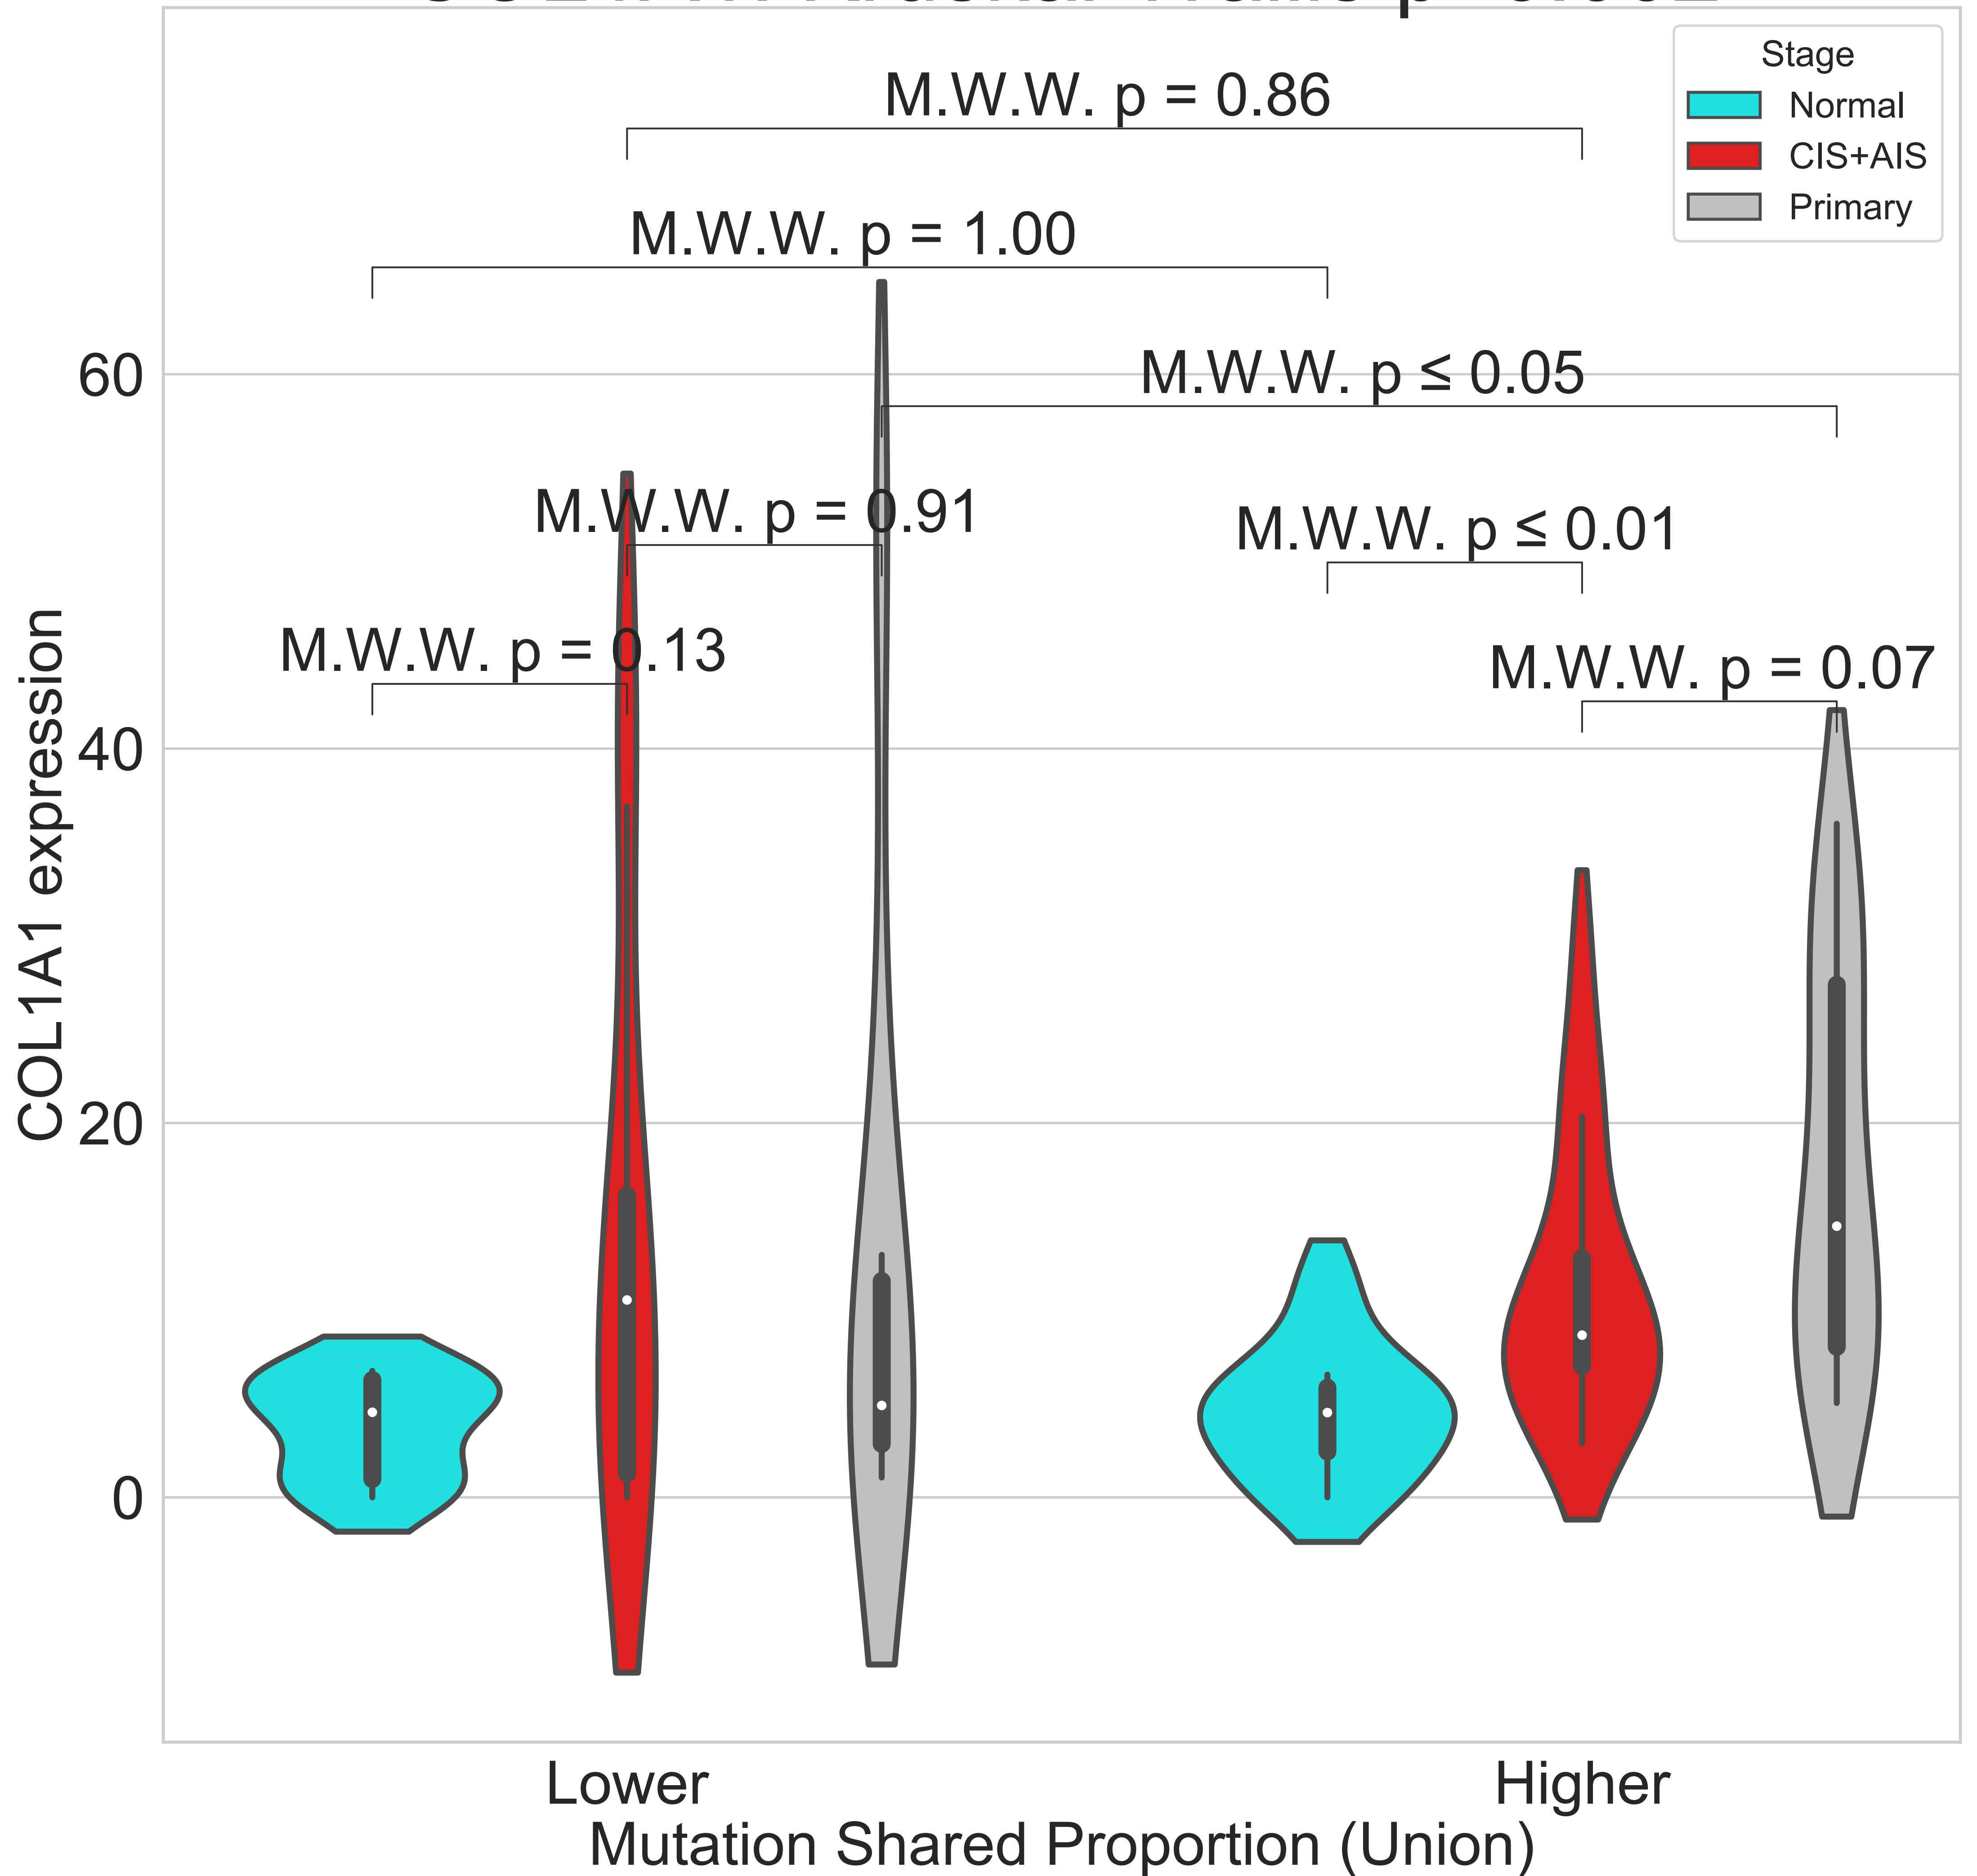 M.W.W. p = 0.86
Stage
Normal
CIS+AIS
Primary
M.W.W. p = 1.00
M.W.W. p ≤ 0.05
M.W.W. p = 0.91
M.W.W. p ≤ 0.01
M.W.W. p = 0.13
M.W.W. p = 0.07
COL1A1 expression
60
40
20
0
Lower
Higher
Mutation Shared Proportion (Union)